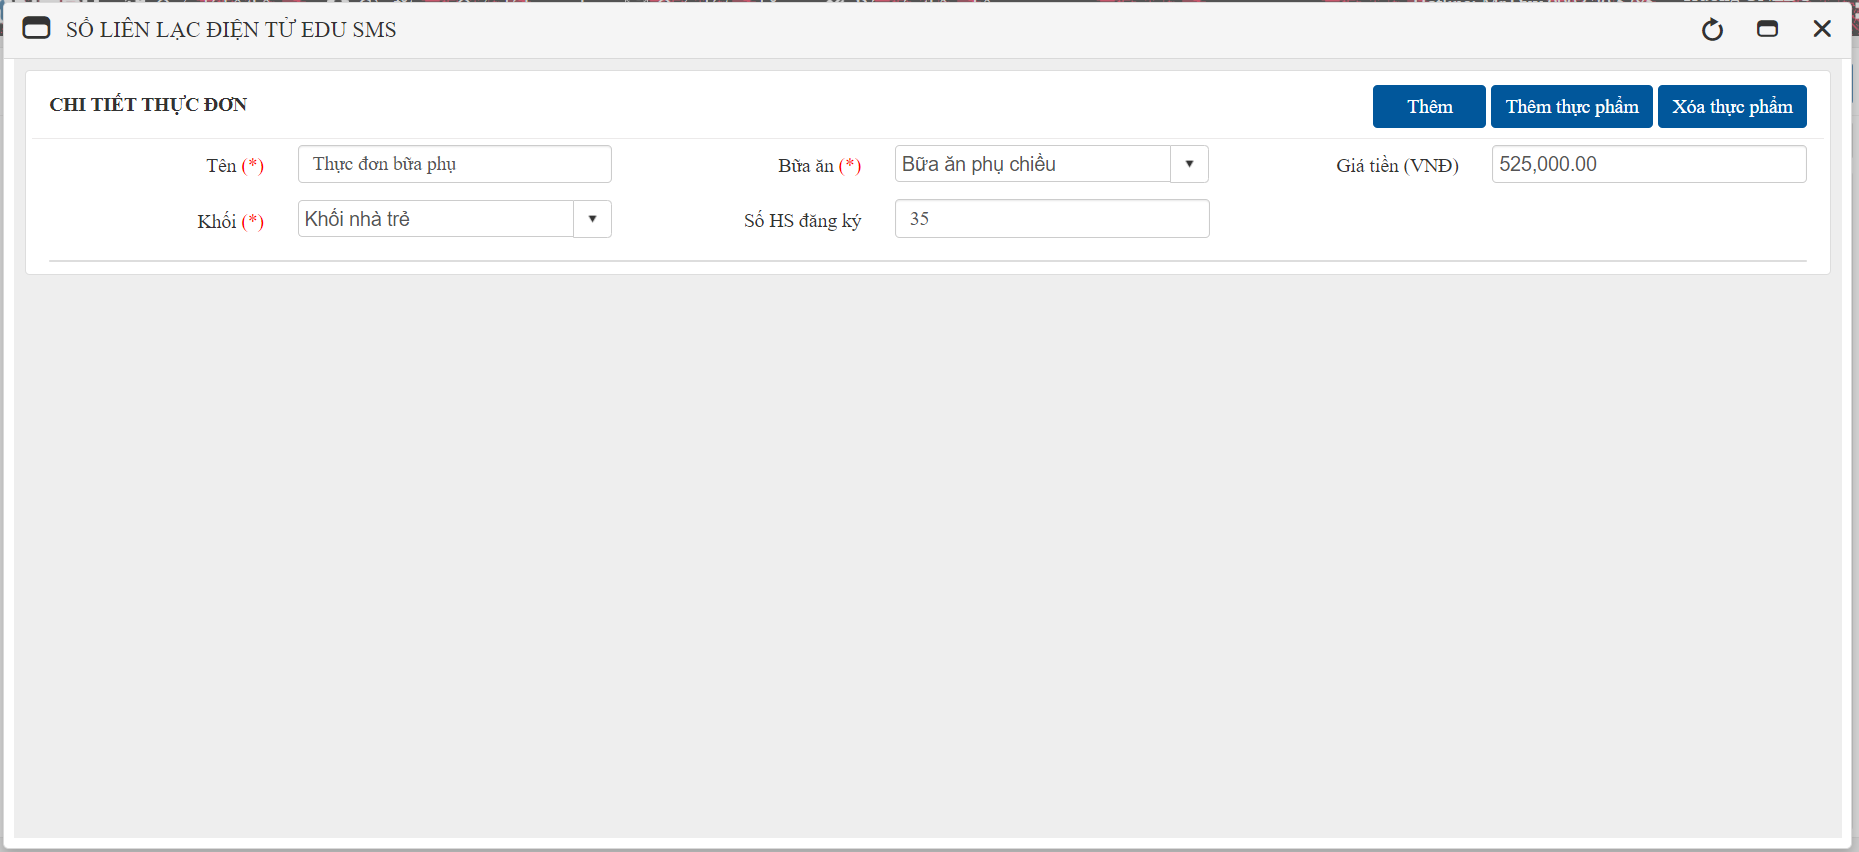 SỔ LIÊN LẠC ĐIỆN TỬ EDU SMS
CHI TIẾT THỰC ĐƠN
Thêm
Thêm thực phẩm
Xóa thực phẩm
Tên (*)
Thực đơn bữa phụ
Bữa ăn (*)
Bữa ăn phụ chiều
Giá tiền (VNĐ)
525,000.00
Khối (*)
Khối nhà trẻ
Số HS đăng ký
35